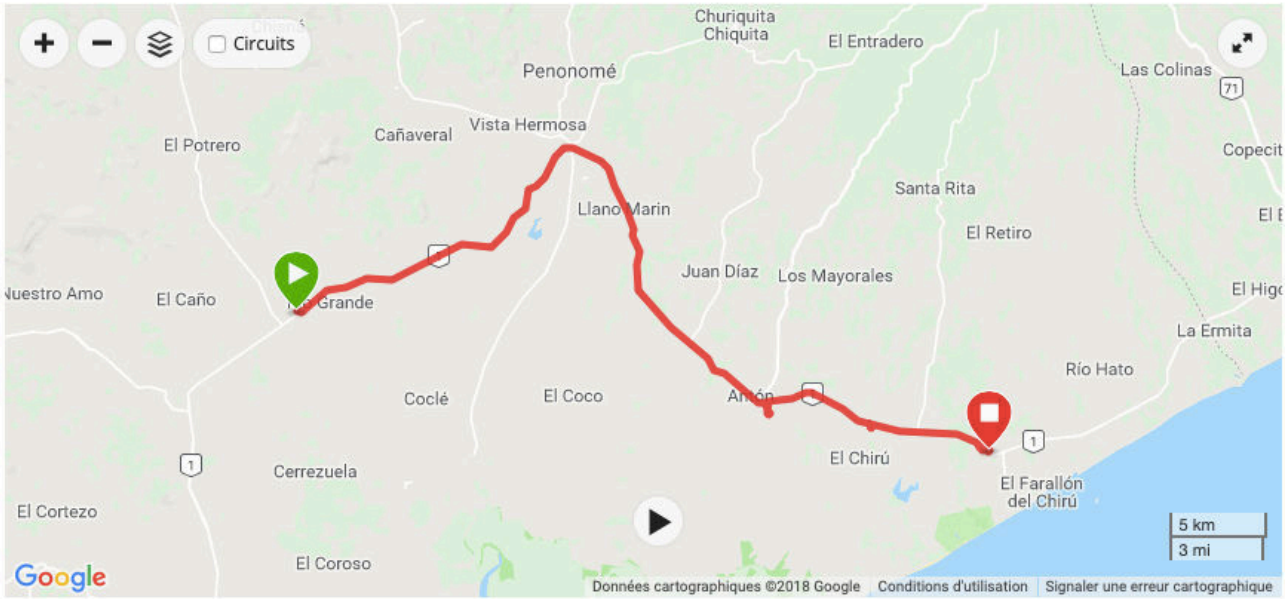 Circuits
Churiquita
Chiquita
El Entradero
Penonomé
Las Colinas
71
Vista Hermosa
Cañaveral
El Potrero
Copecit
Santa Rita
Llano Marin
El E
El Retiro
Juan Díaz
Los Mayorales
Nuestro Amo
El Caño
Grande
El Higo
La Ermita
Río Hato
Coclé
El Coco
Antón
1
1
El Chirú
1
Cerrezuela
El Farallón
del Chirú
El Cortezo
5 km
3 mi
El Coroso
Google
Données cartographiques ©2018 Google
Conditions d'utilisation
Signaler une erreur cartographique